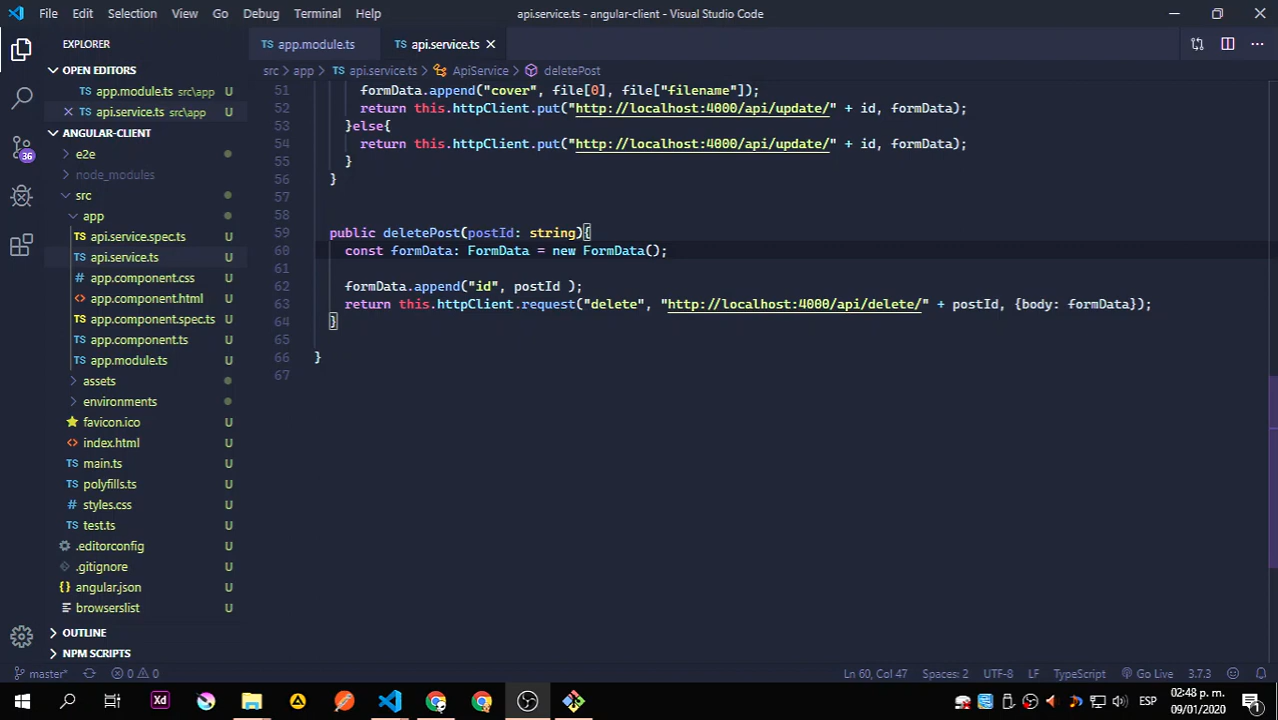 File Edit Selection View Go Debug Terminal Help
api.service.ts - angular-client - Visual Studio Code
EXPLORER
OPEN EDITORS
TS app.module.ts src\app
TS api.service.ts src\app
ANGULAR-CLIENT
e2e
node_modules
src
app
TS api.service.spec.ts U
TS api.service.ts U
# app.component.css U
<> app.component.html U
TS app.component.spec.ts U
TS app.component.ts U
TS app.module.ts U
assets
environments
favicon.ico U
<> index.html U
TS main.ts U
TS polyfills.ts U
# styles.css U
TS test.ts U
.editorconfig U
.gitignore U
{} angular.json U
browserslist U
OUTLINE
NPM SCRIPTS
36
TS app.module.ts
TS api.service.ts
src > app > TS api.service.ts > ApiService > deletePost
51 formData.append("cover", file[0], file["filename"]);
52 return this.httpClient.put("http://localhost:4000/api/update/" + id, formData);
53 }else{
54 return this.httpClient.put("http://localhost:4000/api/update/" + id, formData);
55 }
56 }
57
58
59 public deletePost(postId: string){
60 const formData: FormData = new FormData();
61
62 formData.append("id", postId );
63 return this.httpClient.request("delete", "http://localhost:4000/api/delete/" + postId, {body: formData});
64 }
65
66 }
67
master* 0 0 Ln 60, Col 47 Spaces: 2 UTF-8 LF TypeScript Go Live 3.7.3
Xd
ESP
02:48 p. m.
09/01/2020
1